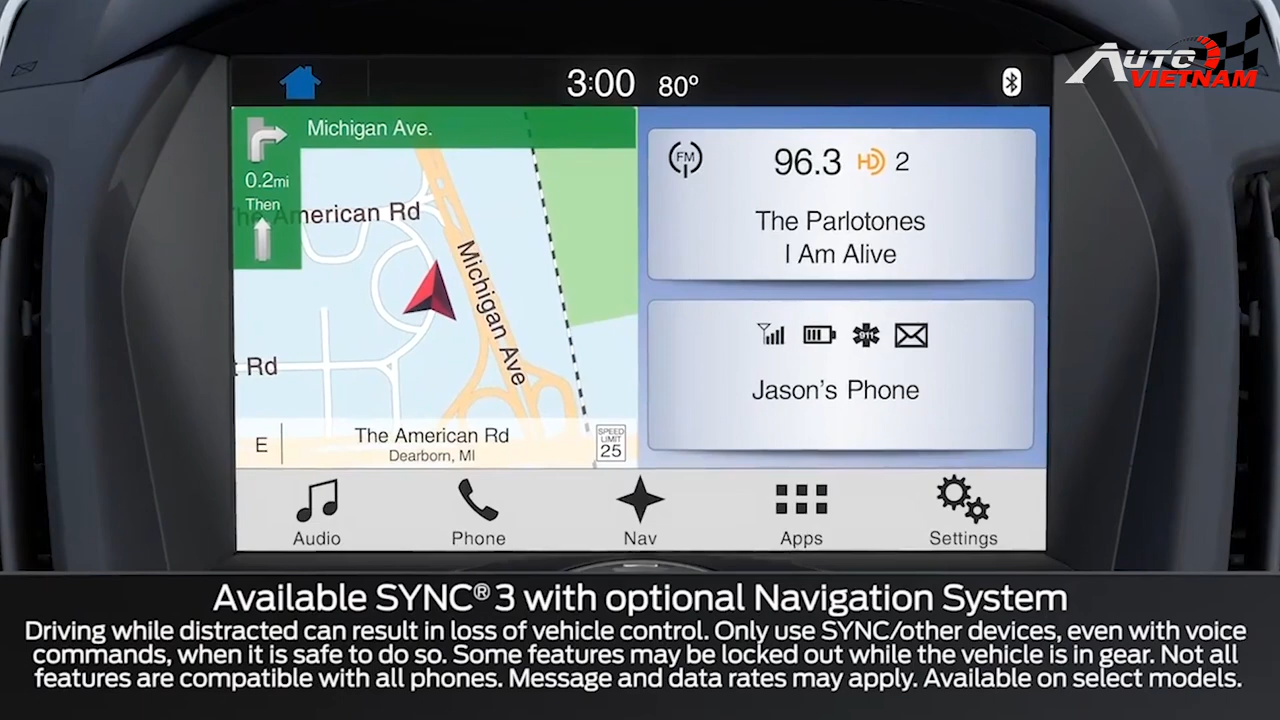 AUTO
VIETNAM
3:00 80°
Michigan Ave.
0.2mi
Then
The American Rd
Michigan Ave
t Rd
E
The American Rd
Dearborn, MI
SPEED
LIMIT
25
FM
96.3 HD 2
The Parlotones
I Am Alive
Jason's Phone
Audio Phone Nav Apps Settings
Available SYNC® 3 with optional Navigation System
Driving while distracted can result in loss of vehicle control. Only use SYNC/other devices, even with voice
commands, when it is safe to do so. Some features may be locked out while the vehicle is in gear. Not all
features are compatible with all phones. Message and data rates may apply. Available on select models.